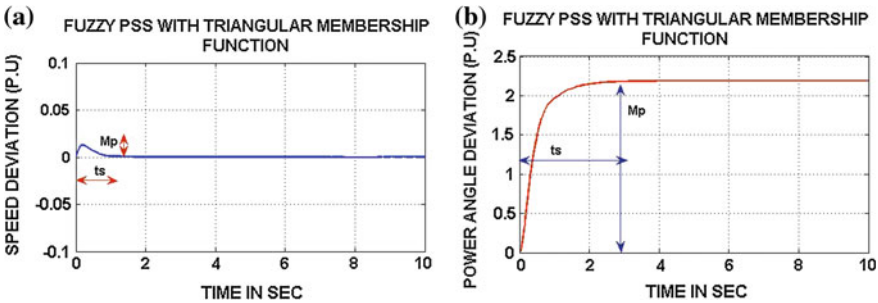 (a)
FUZZY PSS WITH TRIANGULAR MEMBERSHIP
FUNCTION
SPEED DEVIATION (P.U)
0.1
0.05
0
-0.05
-0.1
Mp
ts
0 2 4 6 8 10
TIME IN SEC
(b)
FUZZY PSS WITH TRIANGULAR MEMBERSHIP
FUNCTION
POWER ANGLE DEVIATION (P.U)
2.5
2
1.5
1
0.5
0
Mp
ts
0 2 4 6 8 10
TIME IN SEC